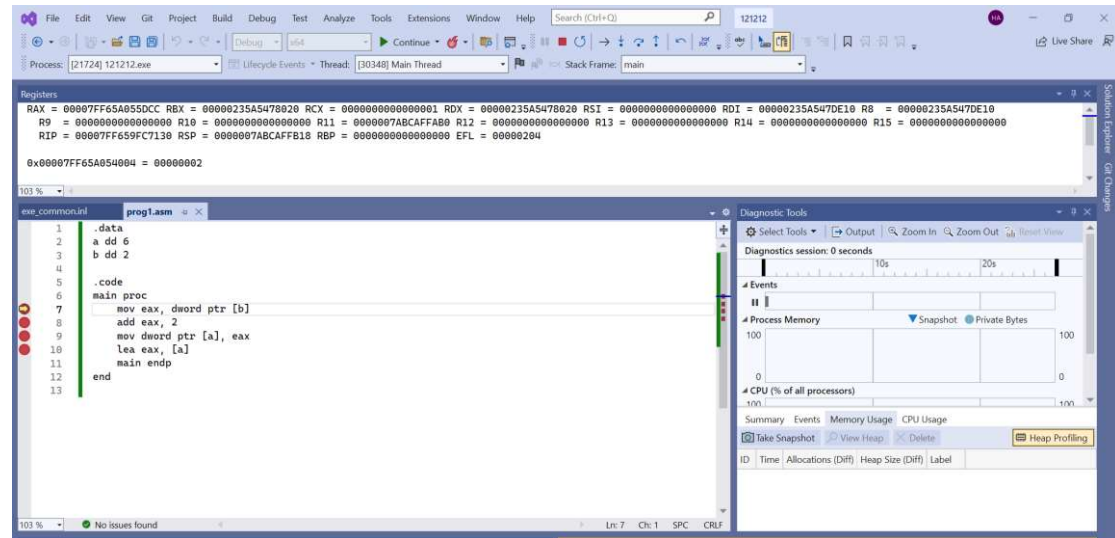 File Edit View Git Project Build Debug Test Analyze Tools Extensions Window Help Search (Ctrl+Q) 121212 HA
Debug x64 Continue Live Share
Process: [21724] 121212.exe Lifecycle Events Thread: [30348] Main Thread Stack Frame: main
Registers
RAX = 00007FF65A055DCC RBX = 00000235A5478020 RCX = 0000000000000001 RDX = 00000235A5478020 RSI = 0000000000000000 RDI = 00000235A547DE10 R8 = 00000235A547DE10
R9 = 0000000000000000 R10 = 0000000000000000 R11 = 0000007ABCAFFAB0 R12 = 0000000000000000 R13 = 0000000000000000 R14 = 0000000000000000 R15 = 0000000000000000
RIP = 00007FF659FC7130 RSP = 0000007ABCAFFB18 RBP = 0000000000000000 EFL = 00000204
0x00007FF65A054004 = 00000002
103 %
Solution Explorer
Git Changes
exe_common.inl prog1.asm
1 .data
2 a dd 6
3 b dd 2
4
5 .code
6 main proc
7 mov eax, dword ptr [b]
8 add eax, 2
9 mov dword ptr [a], eax
10 lea eax, [a]
11 main endp
12 end
13
103 % No issues found Ln: 7 Ch: 1 SPC CRLF
Diagnostic Tools
Select Tools Output Zoom In Zoom Out Reset View
Diagnostics session: 0 seconds
10s 20s
Events
Process Memory Snapshot Private Bytes
100 100
0 0
CPU (% of all processors)
100 100
Summary Events Memory Usage CPU Usage
Take Snapshot View Heap Delete Heap Profiling
ID Time Allocations (Diff) Heap Size (Diff) Label